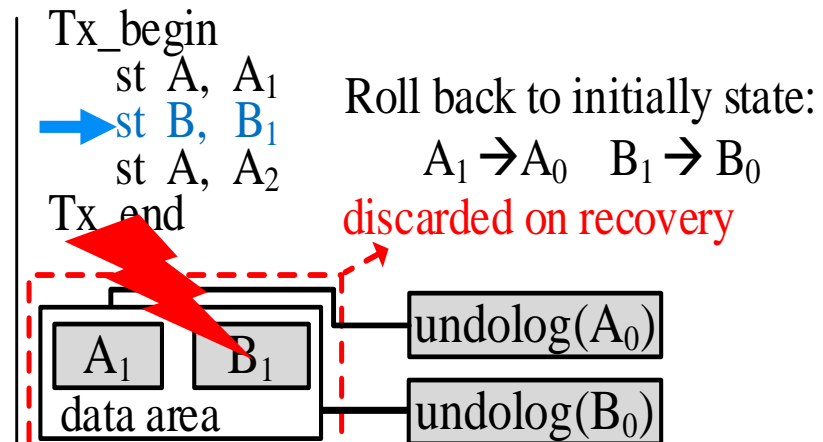 Tx_begin
st A, A₁
st B, B₁
st A, A₂
Tx_end
Roll back to initially state:
A₁ → A₀ B₁ → B₀
discarded on recovery
A₁
B₁
data area
undolog(A₀)
undolog(B₀)